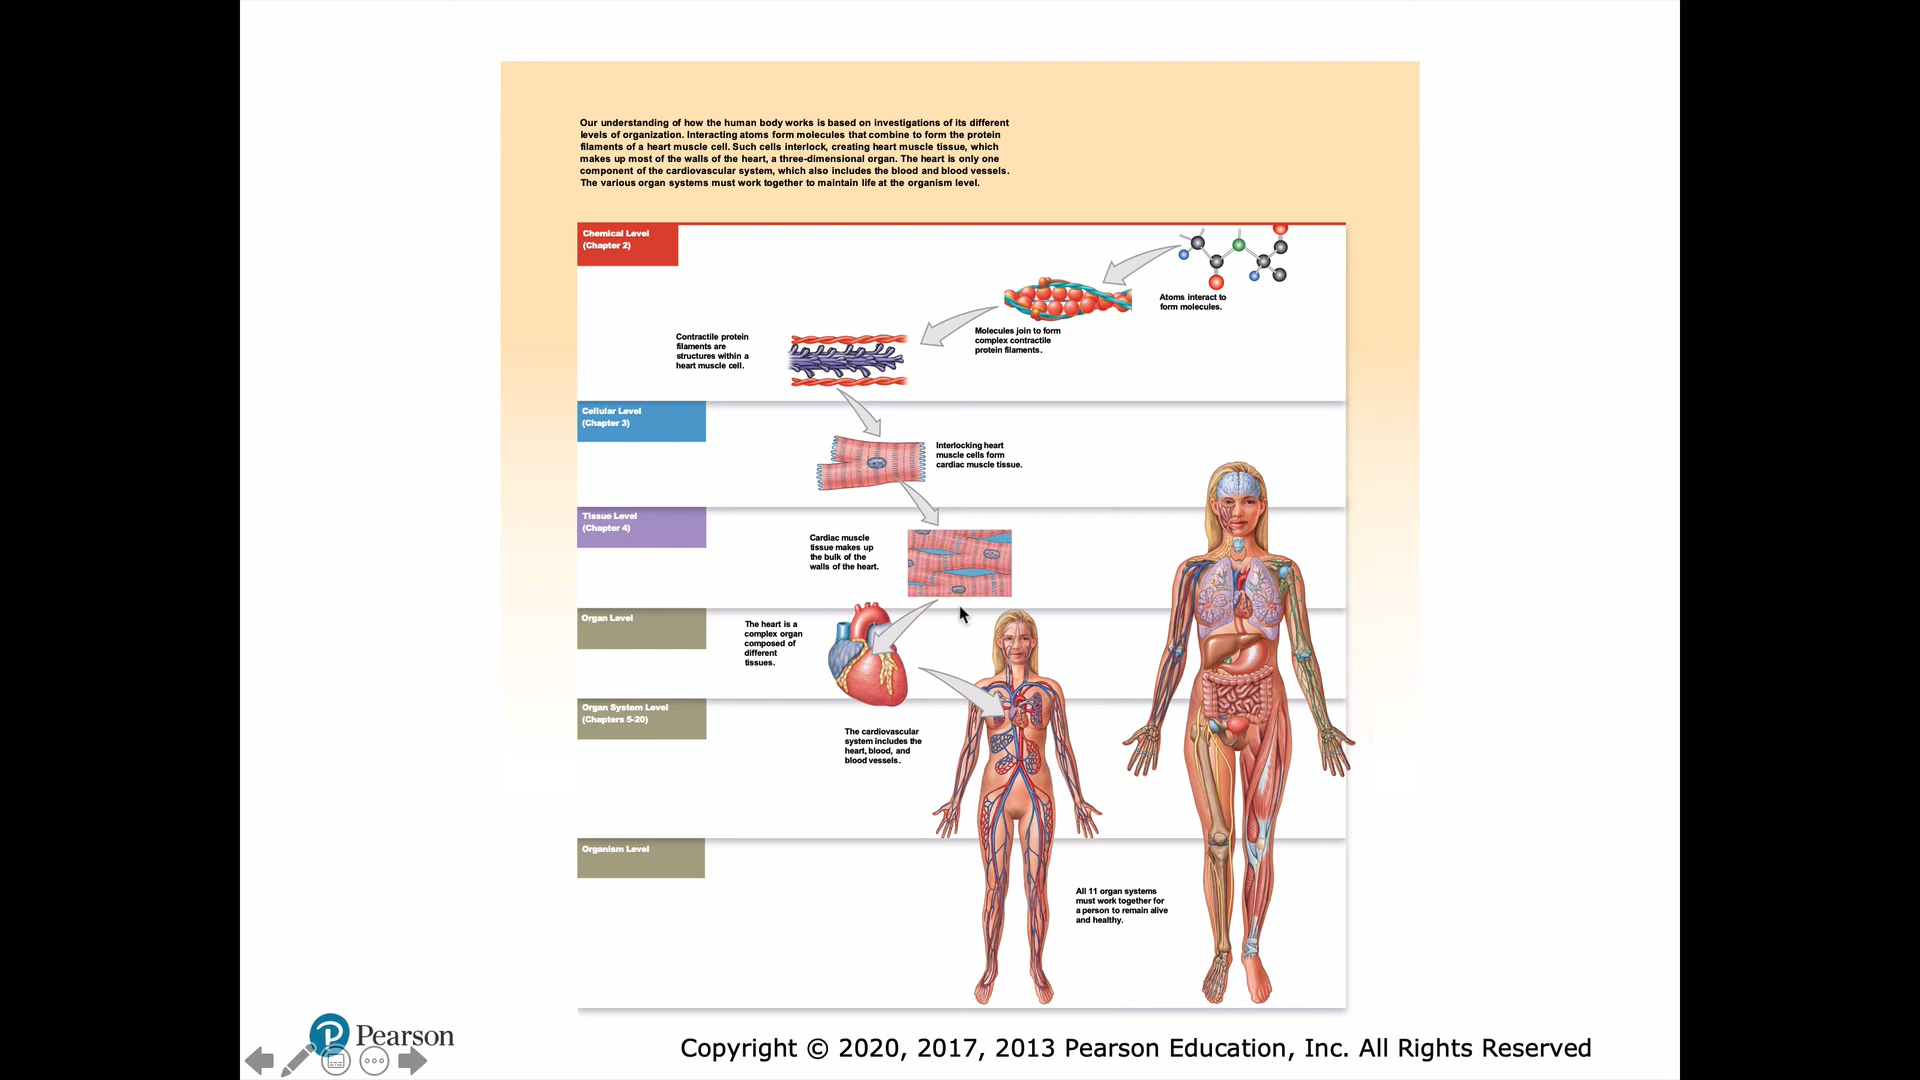 Our understanding of how the human body works is based on investigations of its different
levels of organization. Interacting atoms form molecules that combine to form the protein
filaments of a heart muscle cell. Such cells interlock, creating heart muscle tissue, which
makes up most of the walls of the heart, a three-dimensional organ. The heart is only one
component of the cardiovascular system, which also includes the blood and blood vessels.
The various organ systems must work together to maintain life at the organism level.
Chemical Level
(Chapter 2)
Atoms interact to
form molecules.
Molecules join to form
complex contractile
protein filaments.
Contractile protein
filaments are
structures within a
heart muscle cell.
Cellular Level
(Chapter 3)
Interlocking heart
muscle cells form
cardiac muscle tissue.
Tissue Level
(Chapter 4)
Cardiac muscle
tissue makes up
the bulk of the
walls of the heart.
Organ Level
The heart is a
complex organ
composed of
different
tissues.
Organ System Level
(Chapters 5-20)
The cardiovascular
system includes the
heart, blood, and
blood vessels.
Organism Level
All 11 organ systems
must work together for
a person to remain alive
and healthy.
Pearson
Copyright © 2020, 2017, 2013 Pearson Education, Inc. All Rights Reserved